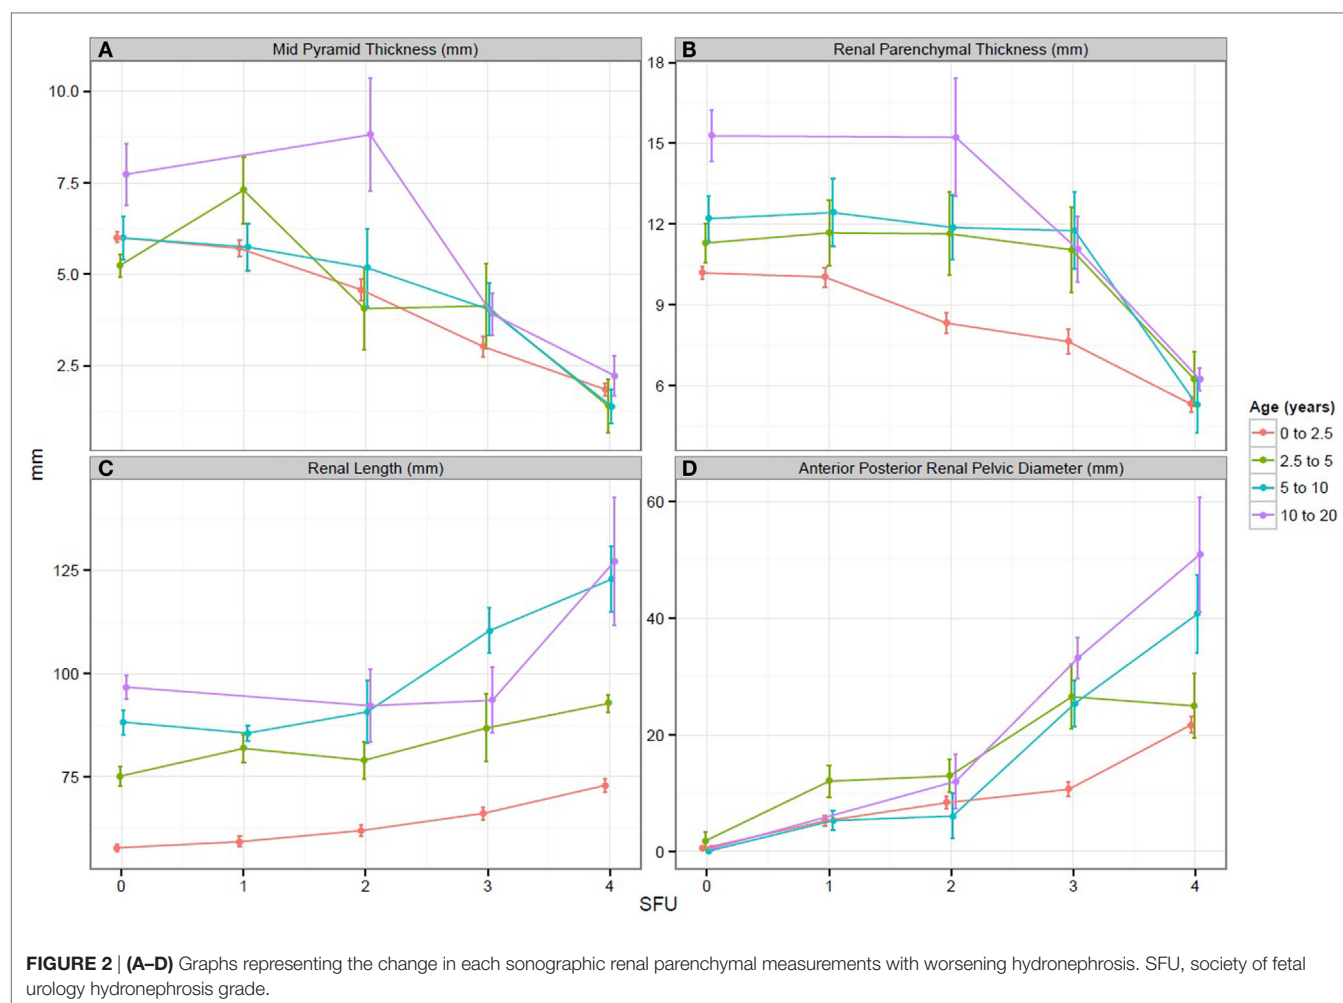 A Mid Pyramid Thickness (mm)
10.0
7.5
5.0
2.5
B Renal Parenchymal Thickness (mm)
18
15
12
9
6
mm
C Renal Length (mm)
125
100
75
0 1 2 3 4
D Anterior Posterior Renal Pelvic Diameter (mm)
60
40
20
0
0 1 2 3 4
SFU
Age (years)
0 to 2.5
2.5 to 5
5 to 10
10 to 20
FIGURE 2 | (A–D) Graphs representing the change in each sonographic renal parenchymal measurements with worsening hydronephrosis. SFU, society of fetal
urology hydronephrosis grade.